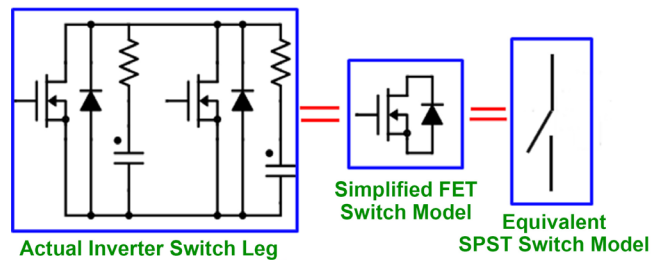 Actual Inverter Switch Leg
Simplified FET
Switch Model
Equivalent
SPST Switch Model